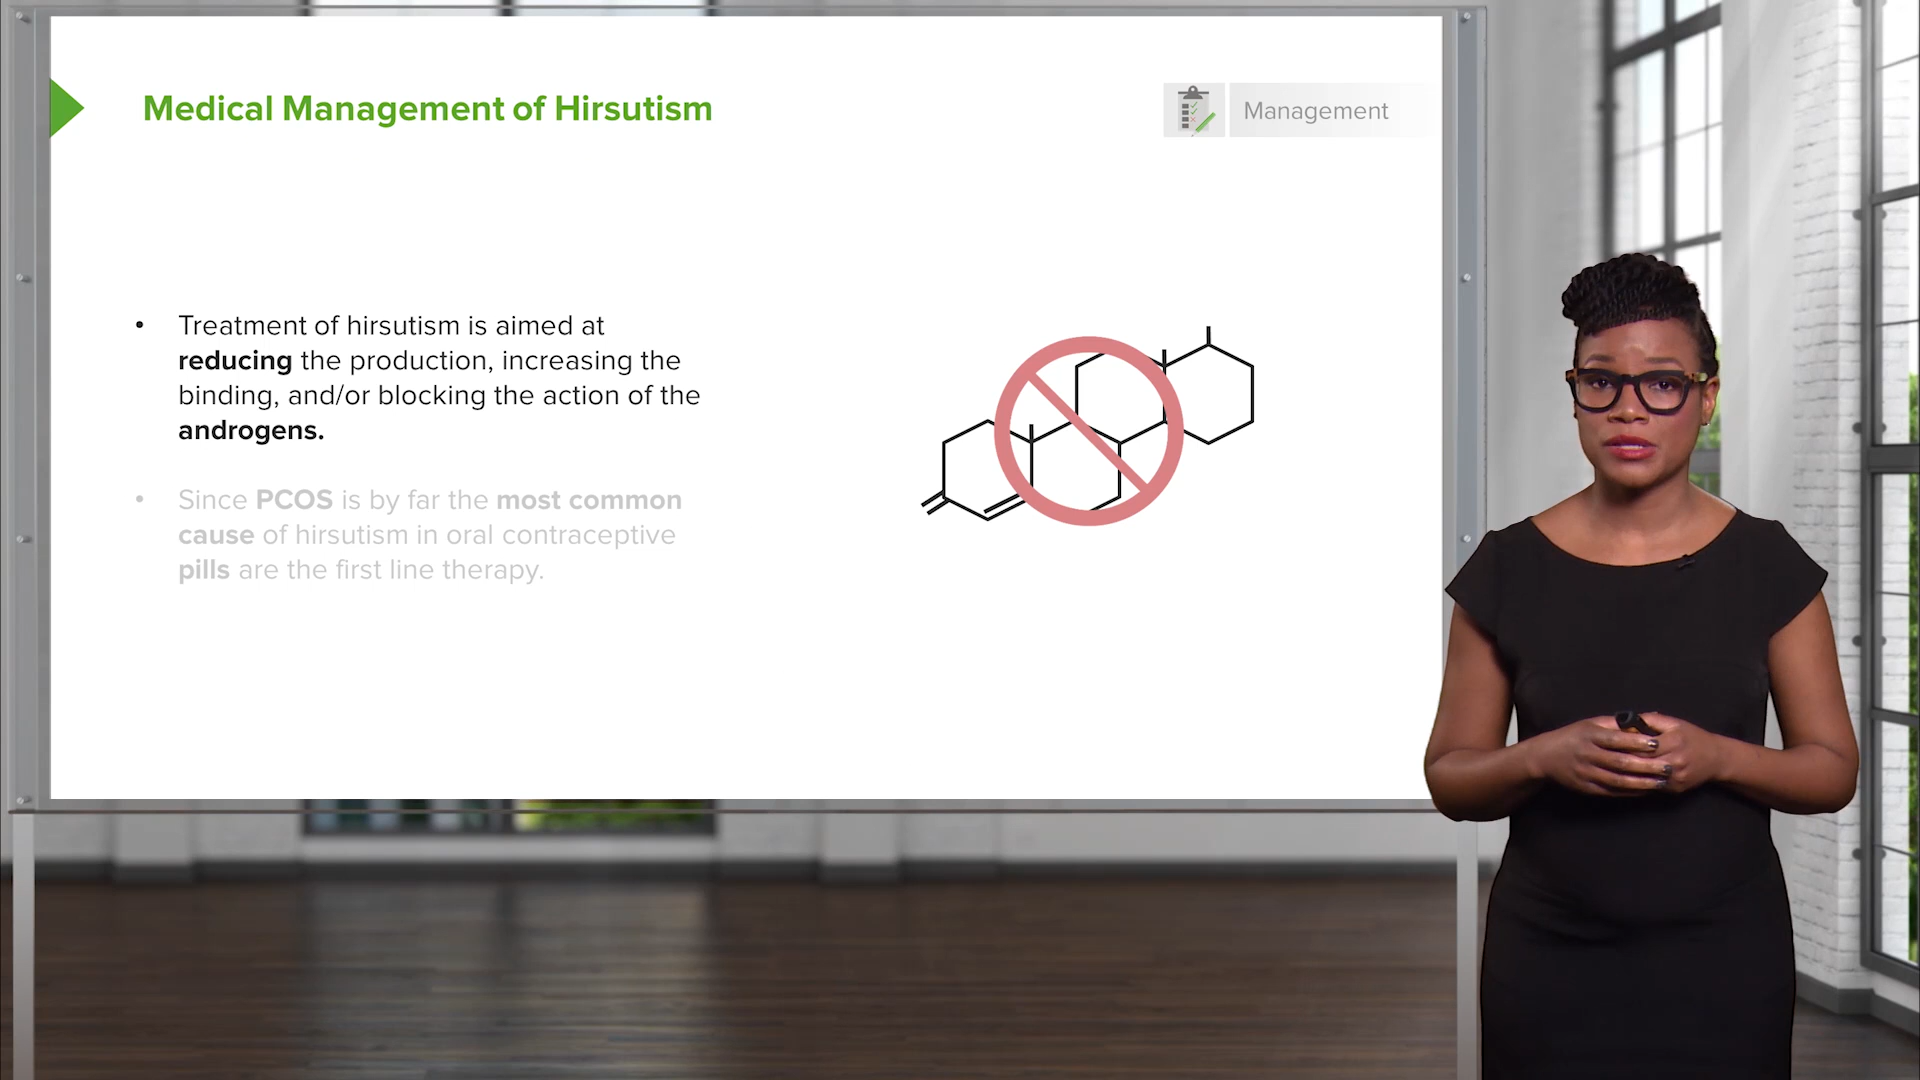 Medical Management of Hirsutism
Management
• Treatment of hirsutism is aimed at
reducing the production, increasing the
binding, and/or blocking the action of the
androgens.
• Since PCOS is by far the most common
cause of hirsutism in oral contraceptive
pills are the first line therapy.